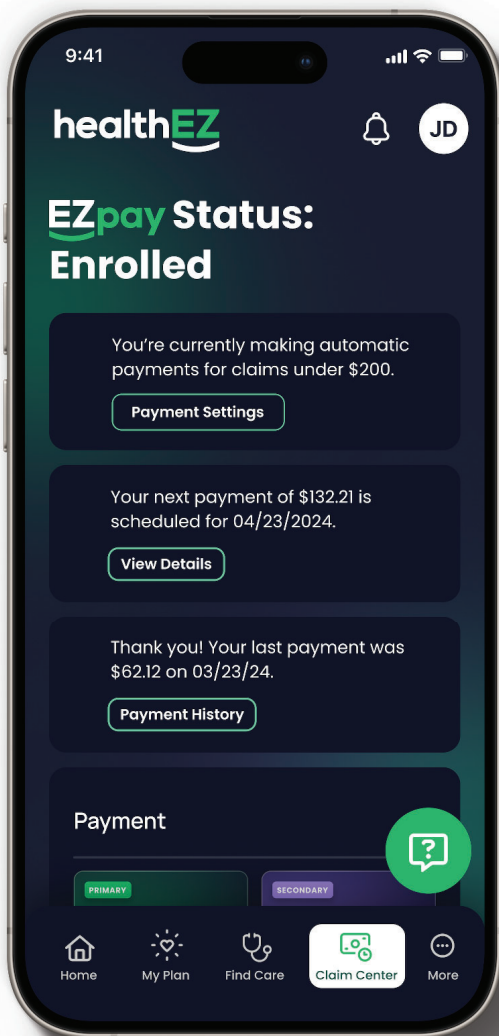 9:41
healthEZ
JD
EZpay Status:
Enrolled
You're currently making automatic
payments for claims under $200.
Payment Settings
Your next payment of $132.21 is
scheduled for 04/23/2024.
View Details
Thank you! Your last payment was
$62.12 on 03/23/24.
Payment History
Payment
?
PRIMARY
SECONDARY
Home
My Plan
Find Care
Claim Center
More